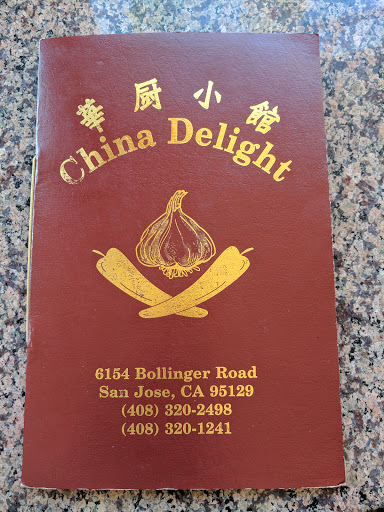 華厨小館
China Delight
6154 Bollinger Road
San Jose, CA 95129
(408) 320-2498
(408) 320-1241